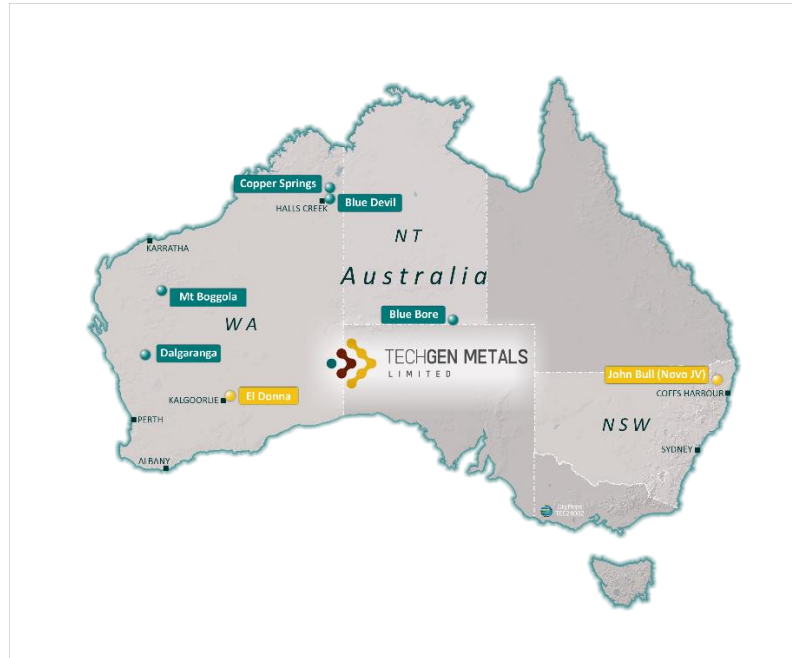 Copper Springs
HALLS CREEK
Blue Devil
NT
KARRATHA
Australia
Mt Boggola
Blue Bore
WA
TECHGEN METALS
LIMITED
Dalgaranga
John Bull (Novo JV)
El Donna
KALGOORLIE
COFFS HARBOUR
PERTH
NSW
SYDNEY
ALBANY